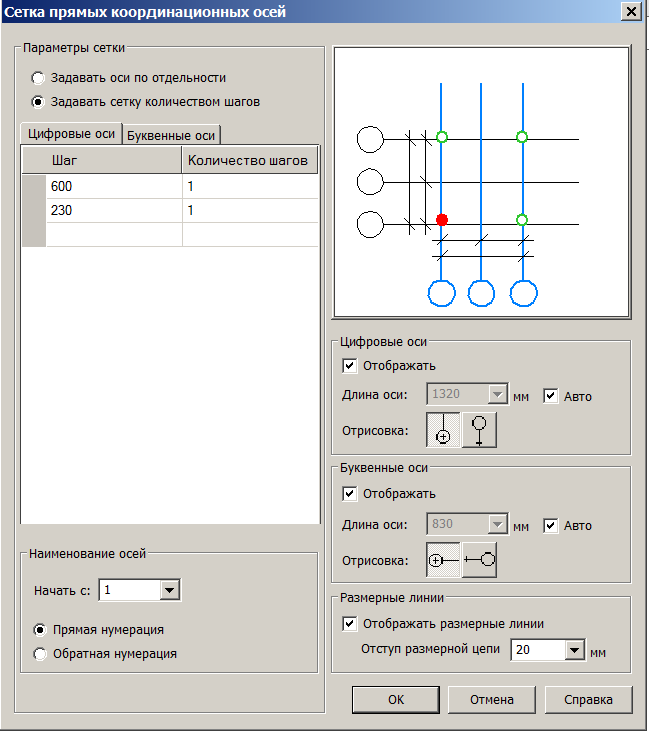 Сетка прямых координационных осей
Параметры сетки
Задавать оси по отдельности
Задавать сетку количеством шагов
Цифровые оси Буквенные оси
Шаг Количество шагов
600 1
230 1
Наименование осей
Начать с: 1
Прямая нумерация
Обратная нумерация
Цифровые оси
Отображать
Длина оси: 1320 мм Авто
Отрисовка:
Буквенные оси
Отображать
Длина оси: 830 мм Авто
Отрисовка:
Размерные линии
Отображать размерные линии
Отступ размерной цепи 20 мм
ОК Отмена Справка